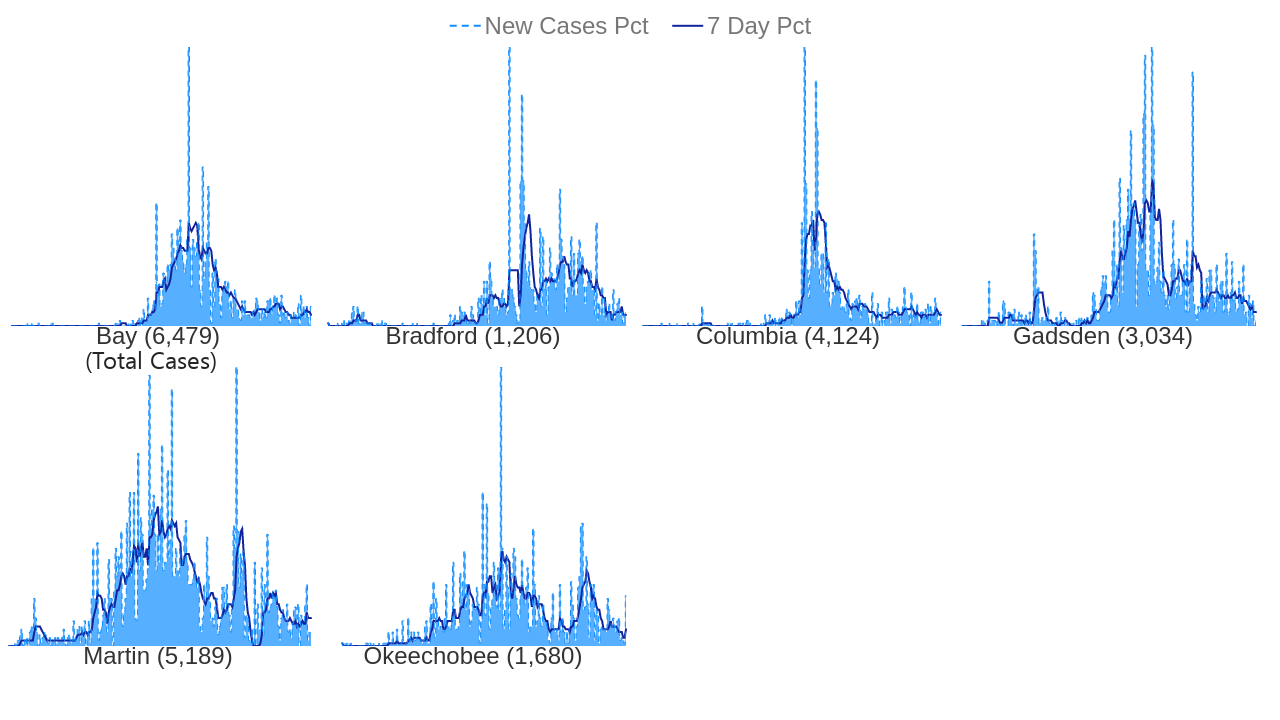 New Cases Pct 7 Day Pct
Bay (6,479) Bradford (1,206) Columbia (4,124) Gadsden (3,034)
(Total Cases)
Martin (5,189) Okeechobee (1,680)